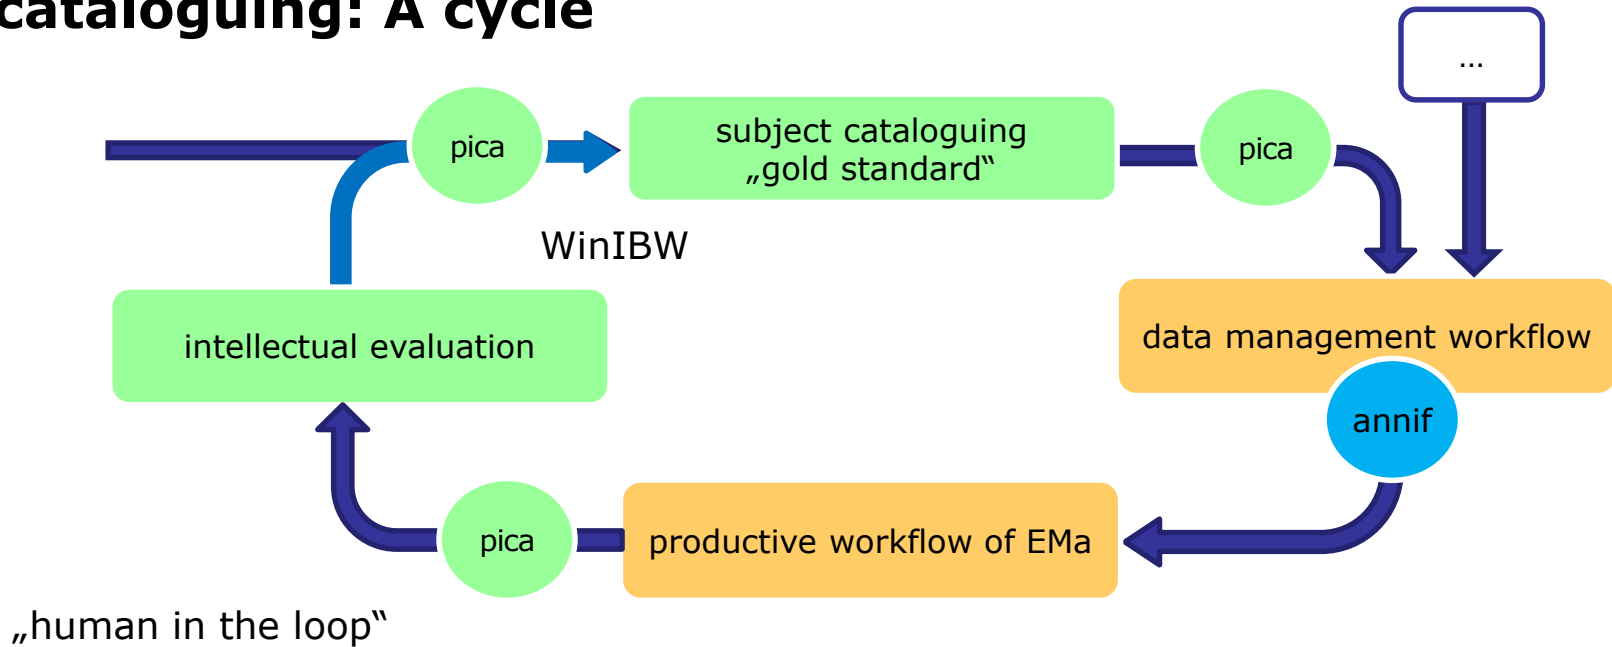 cataloguing: A cycle
...
pica
subject cataloguing
„gold standard“
pica
WinIBW
intellectual evaluation
data management workflow
annif
pica
productive workflow of EMa
„human in the loop“